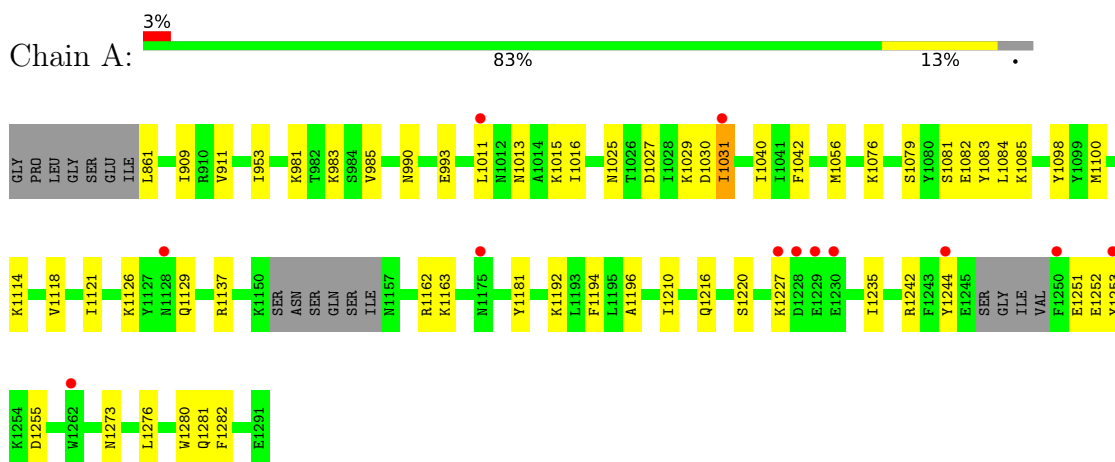 3%
Chain A:
83% 13% •
GLY PRO LEU GLY SER GLU ILE L861 I909 R910 V911 I953 K981 T982 K983 S984 V985 N990 E993 L1011 N1012 N1013 A1014 K1015 I1016 N1025 T1026 D1027 I1028 K1029 D1030 I1031 I1040 I1041 F1042 M1056 K1076 S1079 Y1080 S1081 E1082 Y1083 L1084 K1085 Y1098 Y1099 M1100
K1114 V1118 I1121 K1126 Y1127 N1128 Q1129 R1137 K1150 SER ASN SER GLN SER ILE N1157 R1162 K1163 N1175 Y1181 K1192 L1193 F1194 L1195 A1196 I1210 Q1216 S1220 K1227 D1228 E1229 E1230 I1235 R1242 F1243 Y1244 E1245 SER GLY ILE VAL F1250 E1251 E1252 Y1253
K1254 D1255 W1262 N1273 L1276 W1280 Q1281 F1282 E1291